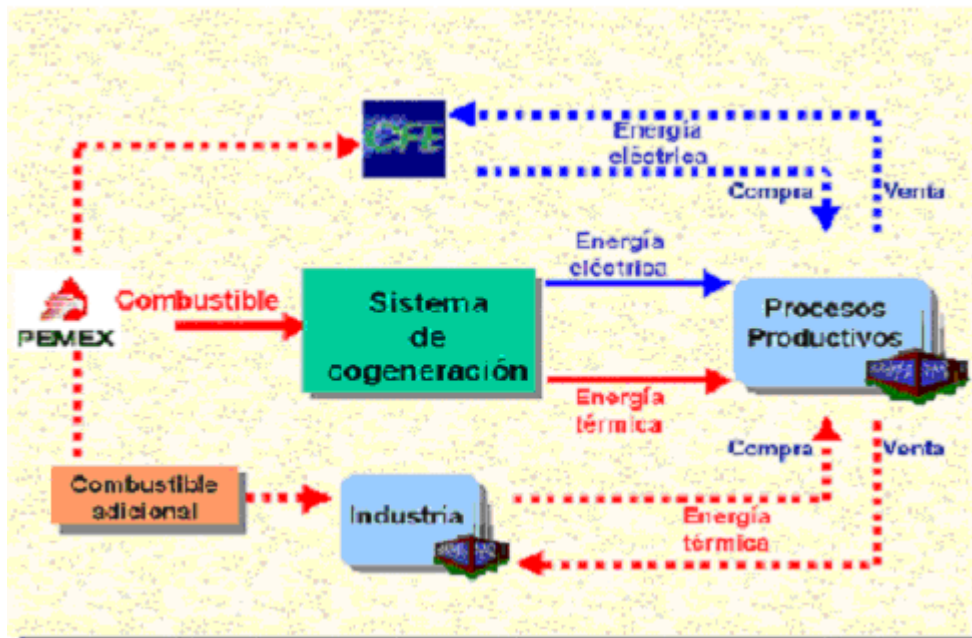 CFE
Energía
eléctrica
Compra
Venta
Energía
eléctrica
PEMEX
Combustible
Sistema
de
cogeneración
Procesos
Productivos
Energía
térmica
Compra
Venta
Combustible
adicional
Industria
Energía
térmica